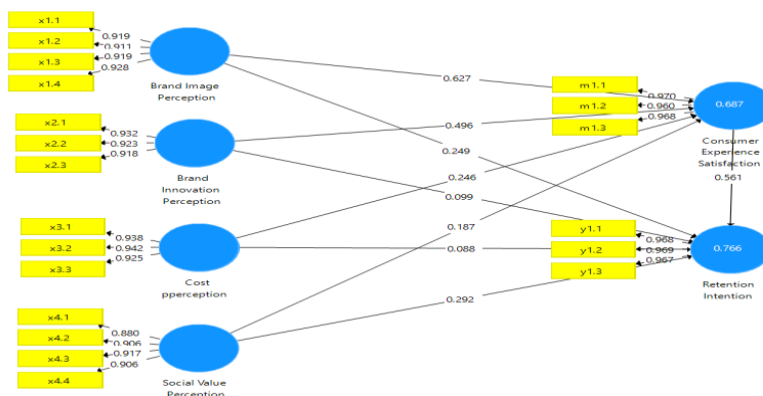 x1.1
x1.2
x1.3
x1.4
0.919
0.911
0.919
0.928
Brand Image
Perception
x2.1
x2.2
x2.3
0.932
0.923
0.918
Brand
Innovation
Perception
x3.1
x3.2
x3.3
0.938
0.942
0.925
Cost
pperception
x4.1
x4.2
x4.3
x4.4
0.880
0.906
0.917
0.906
Social Value
Perception
0.627
0.496
0.249
0.246
0.099
0.187
0.088
0.292
m1.1
m1.2
m1.3
0.970
0.960
0.968
0.687
Consumer
Experience
Satisfaction
0.561
y1.1
y1.2
y1.3
0.968
0.969
0.967
0.766
Retention
Intention